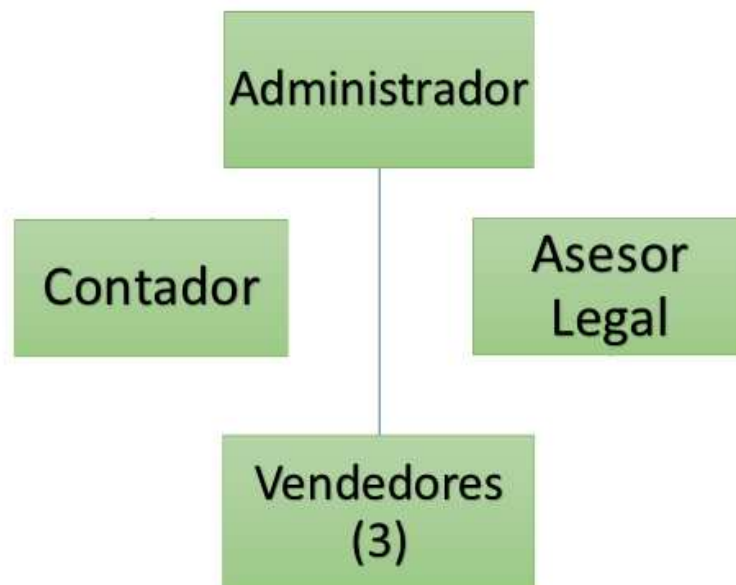 Administrador
Contador
Asesor
Legal
Vendedores
(3)